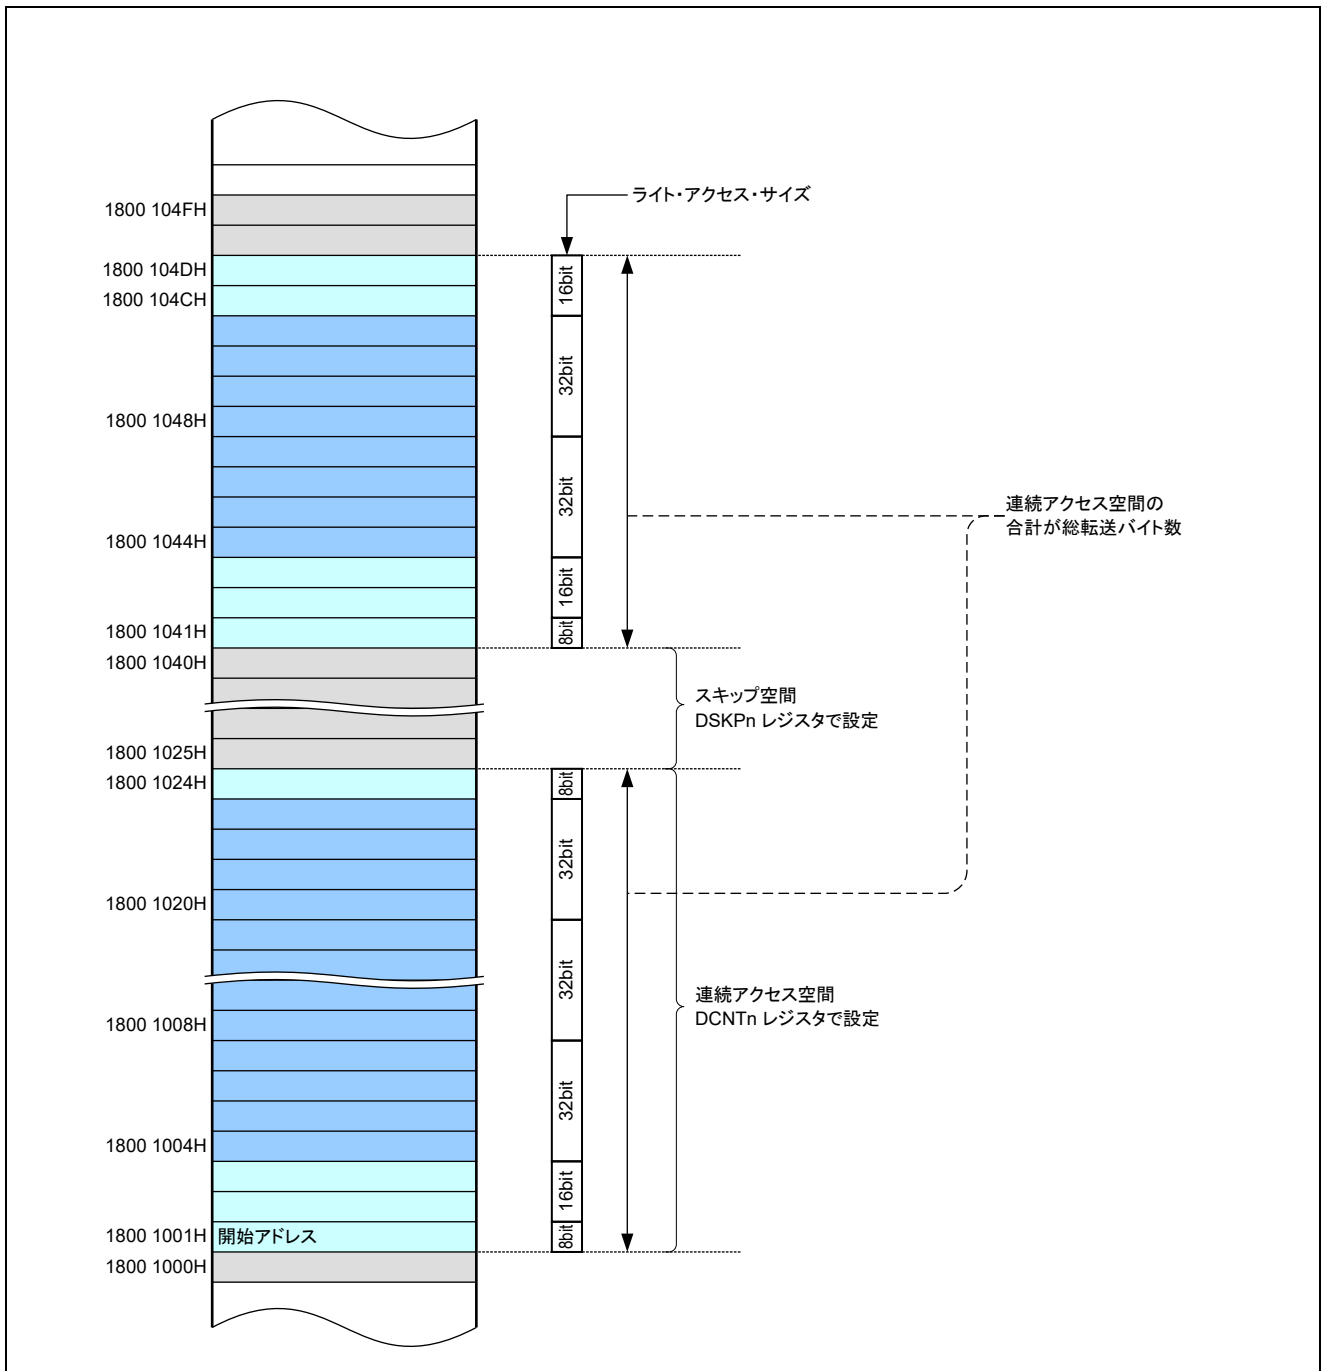 ライト・アクセス・サイズ
1800 104FH
1800 104DH
1800 104CH
16bit
32bit
1800 1048H
32bit
1800 1044H
16bit
1800 1041H
8bit
1800 1040H
連続アクセス空間の
合計が総転送バイト数
スキップ空間
DSKPn レジスタで設定
1800 1025H
1800 1024H
8bit
32bit
1800 1020H
32bit
連続アクセス空間
DCNTn レジスタで設定
1800 1008H
32bit
1800 1004H
16bit
1800 1001H 開始アドレス
8bit
1800 1000H